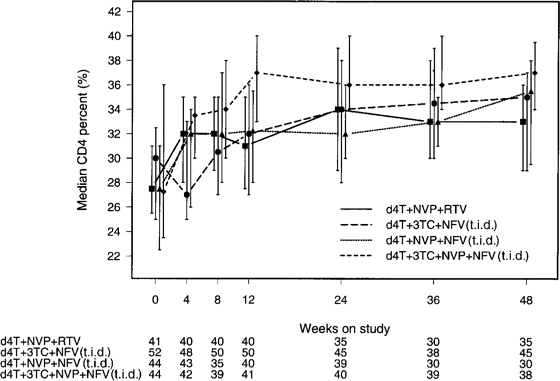 42
40
38
36
34
32
30
28
26
24
22
Median CD4 percent (%)
d4T+NVP+RTV
d4T+3TC+NFV(t.i.d.)
d4T+NVP+NFV(t.i.d.)
d4T+3TC+NVP+NFV(t.i.d.)
0 4 8 12 24 36 48
Weeks on study
d4T+NVP+RTV 41 40 40 40 35 30 35
d4T+3TC+NFV(t.i.d.) 52 48 50 50 45 38 45
d4T+NVP+NFV(t.i.d.) 44 43 35 40 39 30 30
d4T+3TC+NVP+NFV(t.i.d.) 44 42 39 41 40 39 38